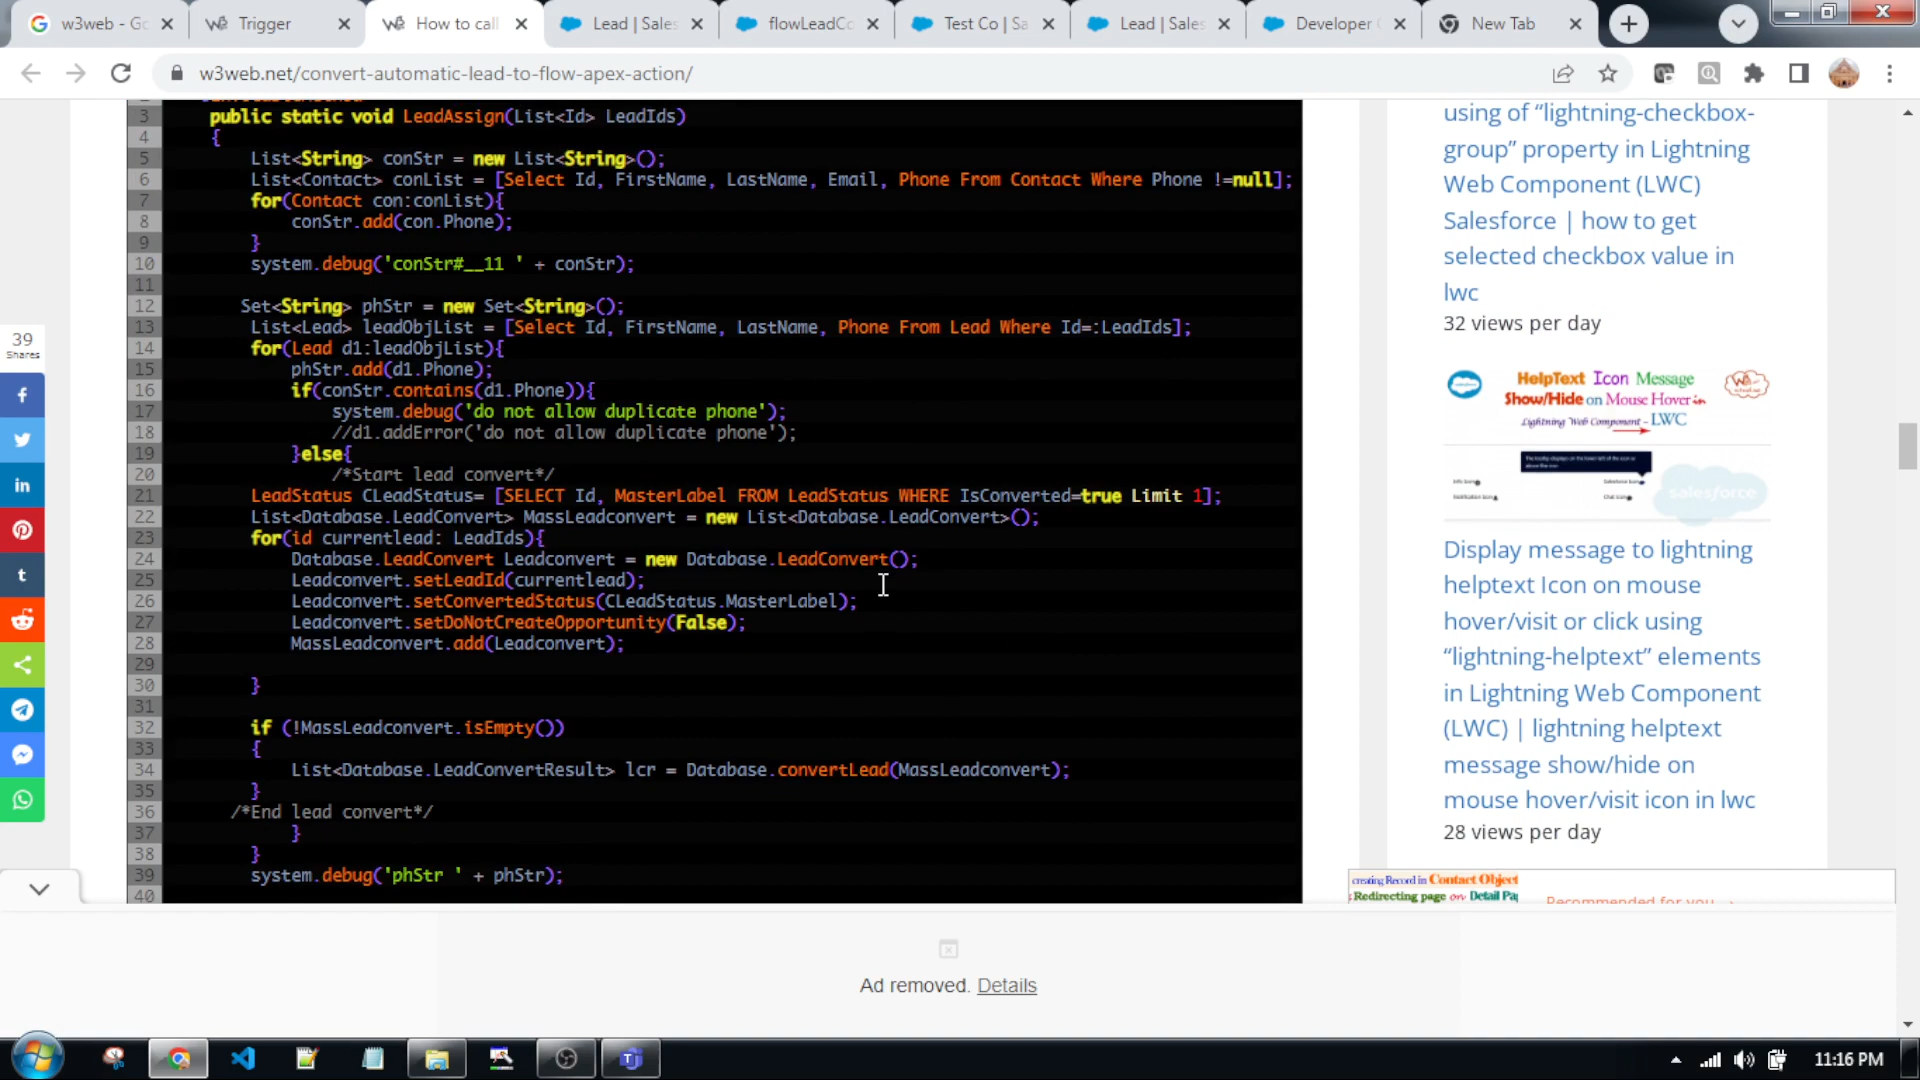 w3web - Go
Trigger
How to call
Lead | Sales
flowLeadCo
Test Co | Sa
Lead | Sales
Developer
New Tab
w3web.net/convert-automatic-lead-to-flow-apex-action/
3 public static void LeadAssign(List<Id> LeadIds)
4 {
5 List<String> conStr = new List<String>();
6 List<Contact> conList = [Select Id, FirstName, LastName, Email, Phone From Contact Where Phone !=null];
7 for(Contact con:conList){
8 conStr.add(con.Phone);
9 }
10 system.debug('conStr#__11 ' + conStr);
11
12 Set<String> phStr = new Set<String>();
13 List<Lead> leadObjList = [Select Id, FirstName, LastName, Phone From Lead Where Id=:LeadIds];
14 for(Lead d1:leadObjList){
15 phStr.add(d1.Phone);
16 if(conStr.contains(d1.Phone)){
17 system.debug('do not allow duplicate phone');
18 //d1.addError('do not allow duplicate phone');
19 }else{
20 /*Start lead convert*/
21 LeadStatus CLeadStatus= [SELECT Id, MasterLabel FROM LeadStatus WHERE IsConverted=true Limit 1];
22 List<Database.LeadConvert> MassLeadconvert = new List<Database.LeadConvert>();
23 for(id currentlead: LeadIds){
24 Database.LeadConvert Leadconvert = new Database.LeadConvert();
25 Leadconvert.setLeadId(currentlead);
26 Leadconvert.setConvertedStatus(CLeadStatus.MasterLabel);
27 Leadconvert.setDoNotCreateOpportunity(False);
28 MassLeadconvert.add(Leadconvert);
29
30 }
31
32 if (!MassLeadconvert.isEmpty())
33 {
34 List<Database.LeadConvertResult> lcr = Database.convertLead(MassLeadconvert);
35 }
36 /*End lead convert*/
37 }
38 }
39 system.debug('phStr ' + phStr);
40
39
Shares
using of “lightning-checkbox-
group” property in Lightning
Web Component (LWC)
Salesforce | how to get
selected checkbox value in
lwc
32 views per day
HelpText Icon Message
Show/Hide on Mouse Hover in
Lightning Web Component – LWC
salesforce
Display message to lightning
helptext Icon on mouse
hover/visit or click using
“lightning-helptext” elements
in Lightning Web Component
(LWC) | lightning helptext
message show/hide on
mouse hover/visit icon in lwc
28 views per day
creating Record in Contact Object
Redirecting page on Detail Pag
Recommended for you
Ad removed. Details
11:16 PM